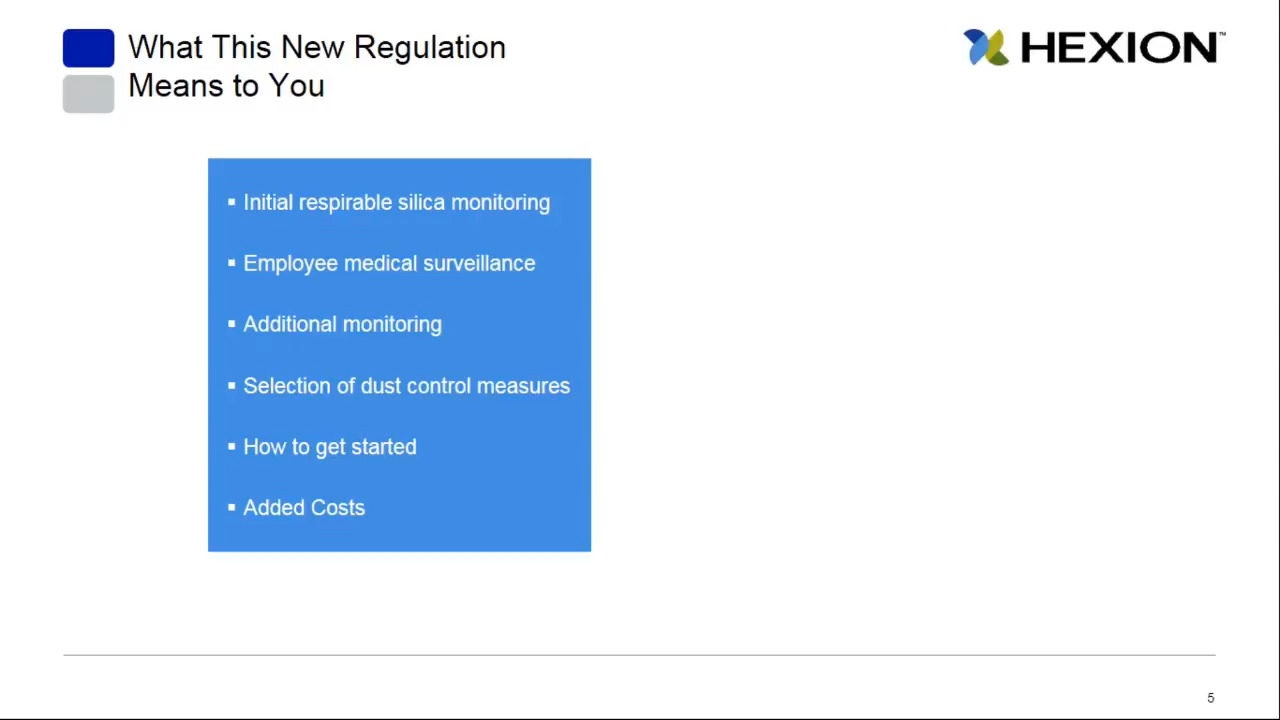 What This New Regulation
Means to You
HEXION™
▪ Initial respirable silica monitoring
▪ Employee medical surveillance
▪ Additional monitoring
▪ Selection of dust control measures
▪ How to get started
▪ Added Costs
5